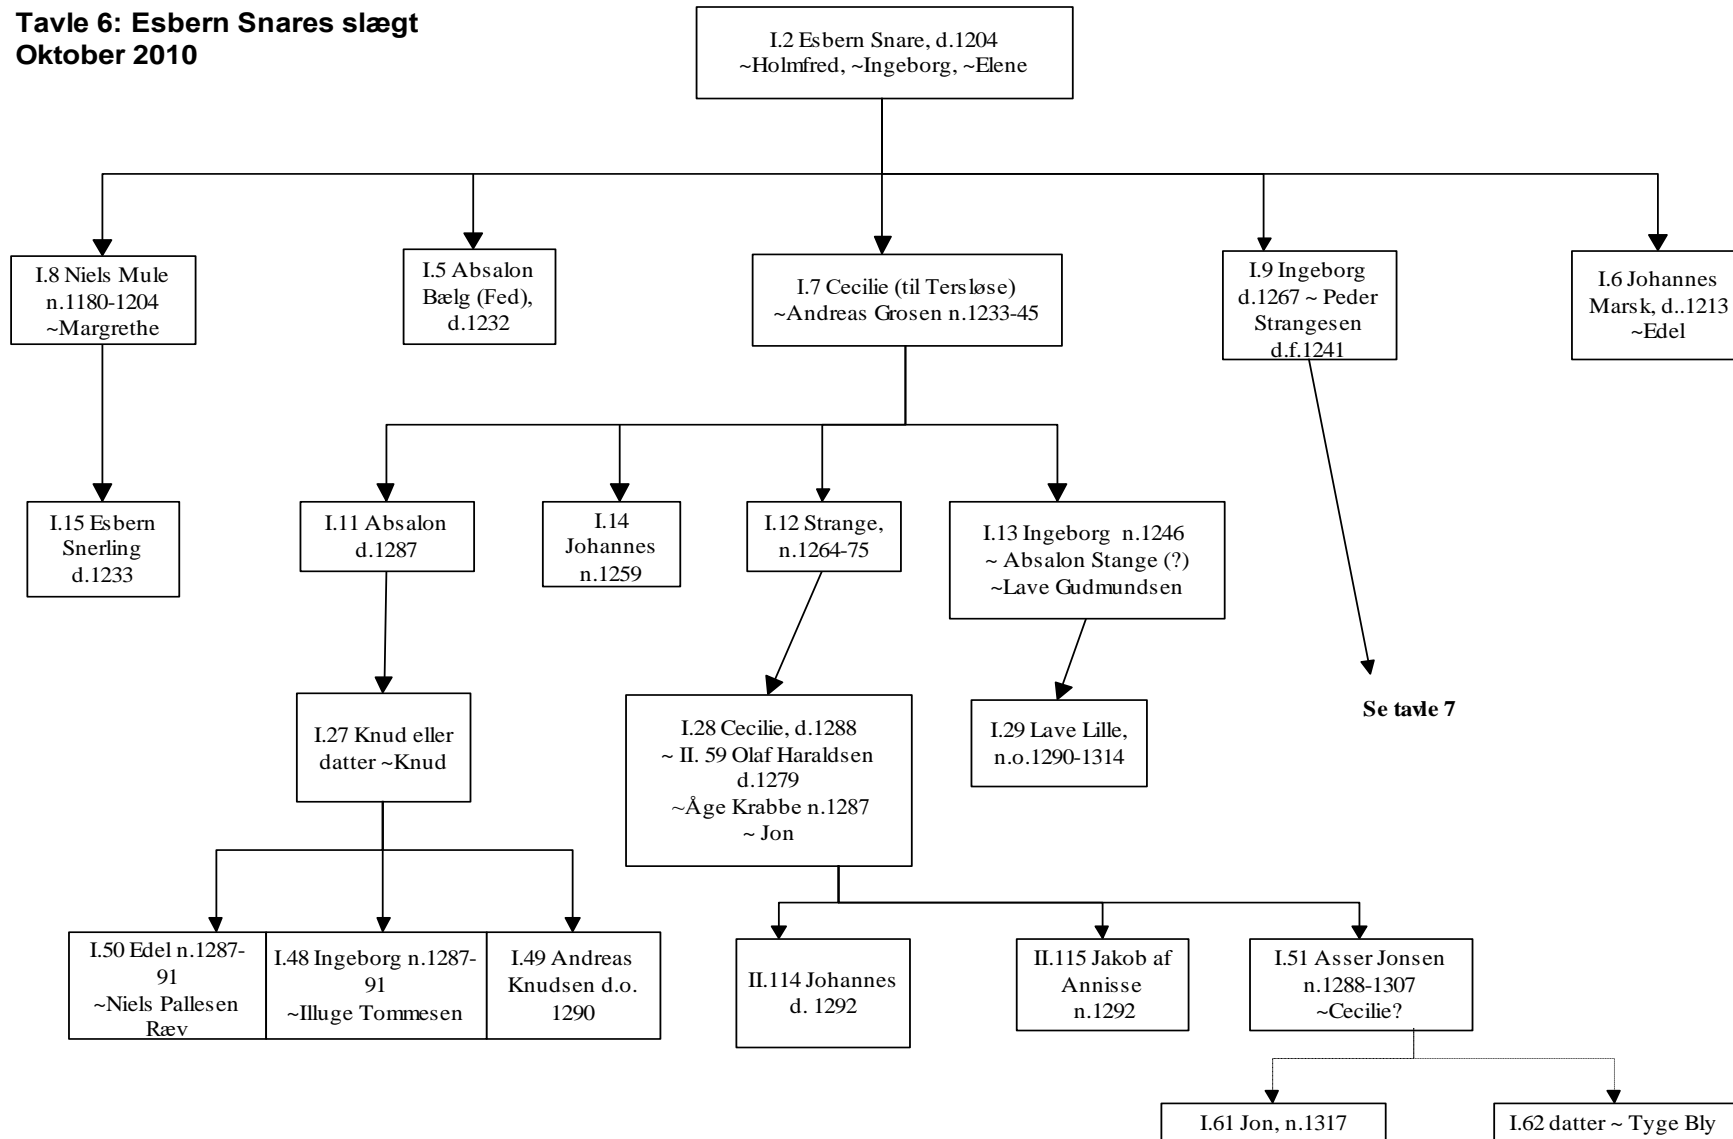 Tavle 6: Esbern Snares slægt
Oktober 2010
I.2 Esbern Snare, d.1204
~Holmfred, ~Ingeborg, ~Elene
I.8 Niels Mule
n.1180-1204
~Margrethe
I.5 Absalon
Bælg (Fed),
d.1232
I.7 Cecilie (til Tersløse)
~Andreas Grosen n.1233-45
I.9 Ingeborg
d.1267 ~ Peder
Strangesen
d.f.1241
I.6 Johannes
Marsk, d..1213
~Edel
I.15 Esbern
Snerling
d.1233
I.11 Absalon
d.1287
I.14
Johannes
n.1259
I.12 Strange,
n.1264-75
I.13 Ingeborg n.1246
~ Absalon Stange (?)
~Lave Gudmundsen
I.27 Knud eller
datter ~Knud
I.28 Cecilie, d.1288
~ II. 59 Olaf Haraldsen
d.1279
~Åge Krabbe n.1287
~ Jon
I.29 Lave Lille,
n.o.1290-1314
Se tavle 7
I.50 Edel n.1287-
91
~Niels Pallesen
Ræv
I.48 Ingeborg n.1287-
91
~Illuge Tommesen
I.49 Andreas
Knudsen d.o.
1290
II.114 Johannes
d. 1292
II.115 Jakob af
Annisse
n.1292
I.51 Asser Jonsen
n.1288-1307
~Cecilie?
I.61 Jon, n.1317
I.62 datter ~ Tyge Bly